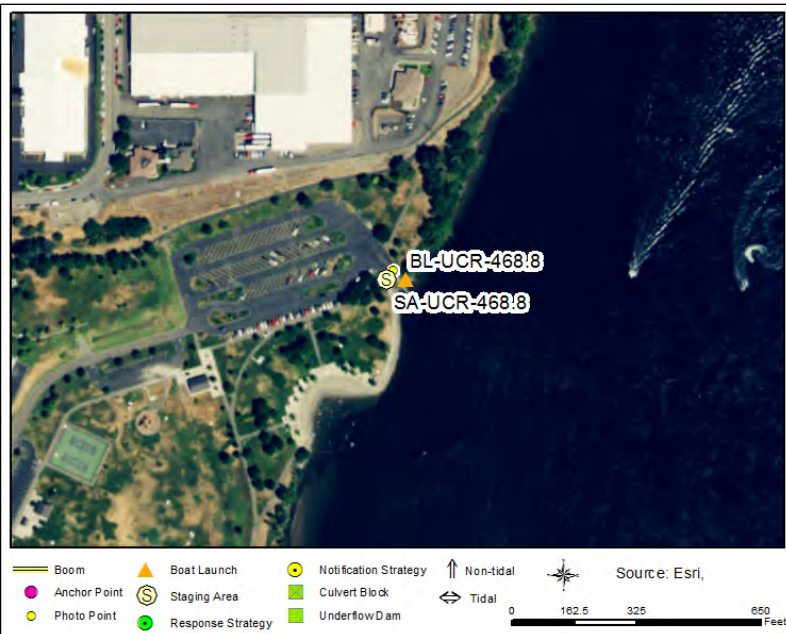 BL-UCR-468.8
S
SA-UCR-468.8
Boom
Boat Launch
Notification Strategy
Non-tidal
Source: Esri,
Anchor Point
S
Staging Area
Culvert Block
Tidal
Photo Point
Response Strategy
Underflow Dam
0 162.5 325 650
Feet